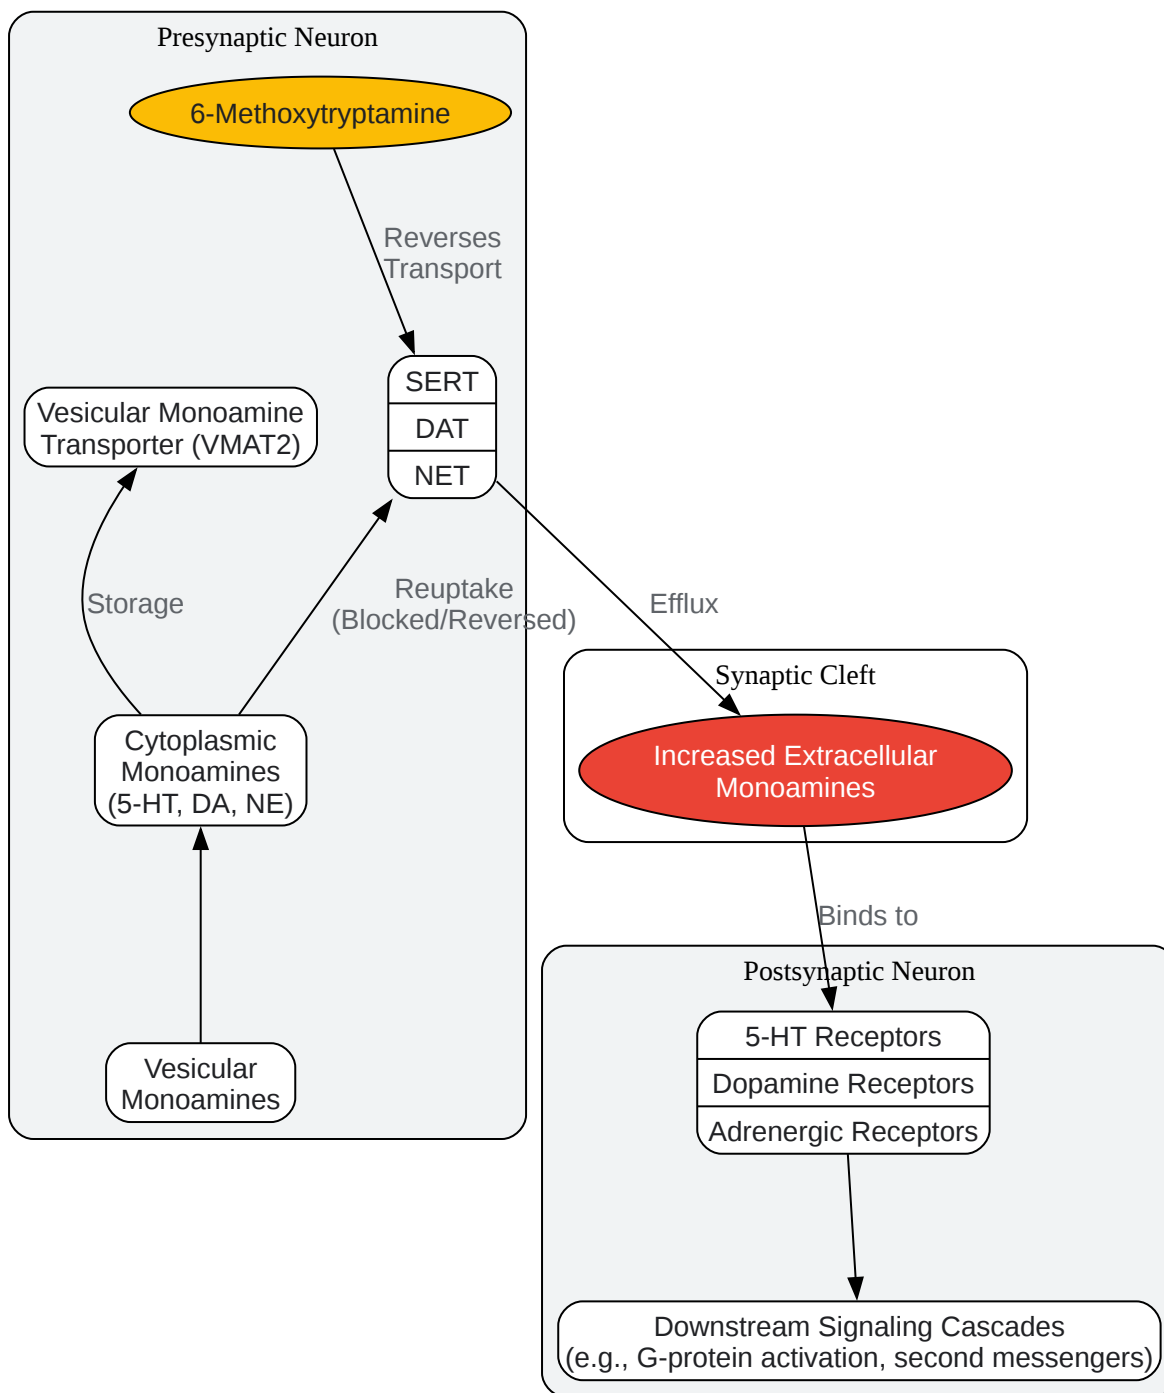 Presynaptic Neuron
6-Methoxytryptamine
Reverses
Transport
SERT
DAT
NET
Vesicular Monoamine
Transporter (VMAT2)
Storage
Reuptake
(Blocked/Reversed)
Efflux
Cytoplasmic
Monoamines
(5-HT, DA, NE)
Vesicular
Monoamines
Synaptic Cleft
Increased Extracellular
Monoamines
Binds to
Postsynaptic Neuron
5-HT Receptors
Dopamine Receptors
Adrenergic Receptors
Downstream Signaling Cascades
(e.g., G-protein activation, second messengers)